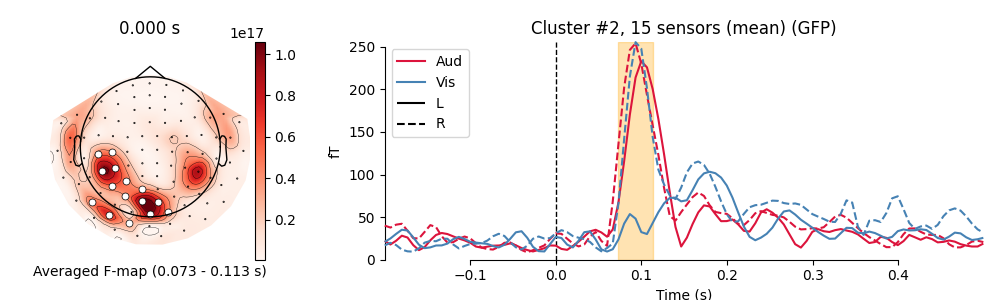 0.000 s
1e17
1.0
0.8
0.6
0.4
0.2
Averaged F-map (0.073 - 0.113 s)
Cluster #2, 15 sensors (mean) (GFP)
250
200
150
100
50
0
fT
Aud
Vis
L
R
−0.1
0.0
0.1
0.2
0.3
0.4
Time (s)